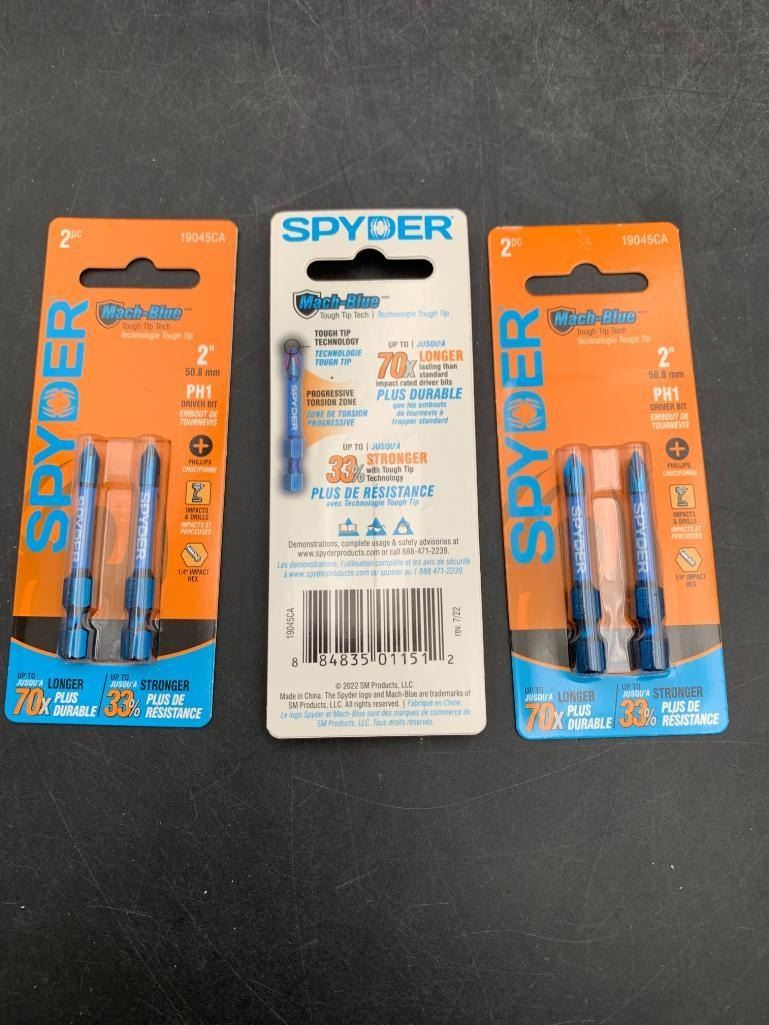 2pc
19045CA
SPYDER
Mach-Blue
Tough Tip Tech
Technologie Tough Tip
2"
50.8 mm
PH1
DRIVER BIT
EMBOUT DE
TOURNEVIS
PHILLIPS
CRUCIFORME
IMPACTS
& DRILLS
IMPACTS ET
PERCEUSES
1/4" IMPACT
HEX
SPYDER
SPYDER
UP TO
JUSQU'À
70X
LONGER
PLUS
DURABLE
UP TO
JUSQU'À
33%
STRONGER
PLUS DE
RÉSISTANCE
SPYDER
Mach-Blue
Tough Tip Tech | Technologie Tough Tip
TOUGH TIP
TECHNOLOGY
TECHNOLOGIE
TOUGH TIP
PROGRESSIVE
TORSION ZONE
ZONE DE TORSION
PROGRESSIVE
SPYDER
UP TO | JUSQU'À
70X LONGER
lasting than
standard
impact rated driver bits
PLUS DURABLE
que les embouts
de tournevis à
frapper standard
UP TO | JUSQU'À
33% STRONGER
with Tough Tip
Technology
PLUS DE RÉSISTANCE
avec Technologie Tough Tip
Demonstrations, complete usage & safety advisories at
www.spyderproducts.com or call 888-471-2239.
Les démonstrations, l'utilisation complète et les avis de sécurité
à www.spyderproducts.com ou appeler au 1 888 471-2239.
19045CA
8 84835 01151 2
rev. 7/22
© 2022 SM Products, LLC.
Made in China. The Spyder logo and Mach-Blue are trademarks of
SM Products, LLC. All rights reserved. | Fabriqué en Chine
Le logo Spyder et Mach-Blue sont des marques de commerce de
SM Products, LLC. Tous droits réservés.
2pc
19045CA
SPYDER
Mach-Blue
Tough Tip Tech
Technologie Tough Tip
2"
50.8 mm
PH1
DRIVER BIT
EMBOUT DE
TOURNEVIS
PHILLIPS
CRUCIFORME
IMPACTS
& DRILLS
IMPACTS ET
PERCEUSES
1/4" IMPACT
HEX
SPYDER
SPYDER
UP TO
JUSQU'À
70X
LONGER
PLUS
DURABLE
UP TO
JUSQU'À
33%
STRONGER
PLUS DE
RÉSISTANCE